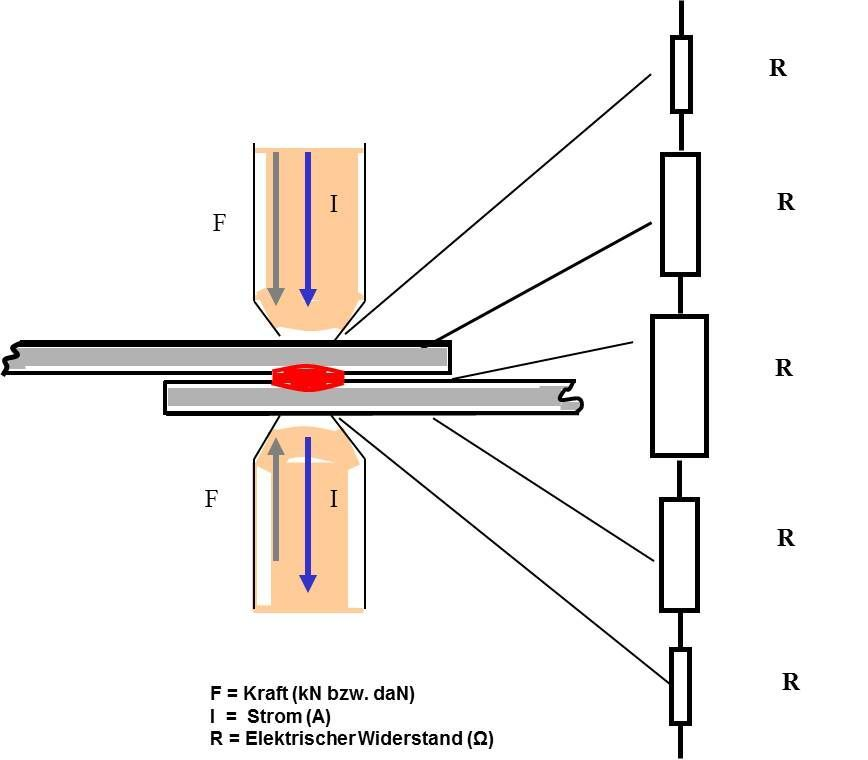 R
R
F
I
R
F
I
R
R
F = Kraft (kN bzw. daN)
I = Strom (A)
R = Elektrischer Widerstand (Ω)